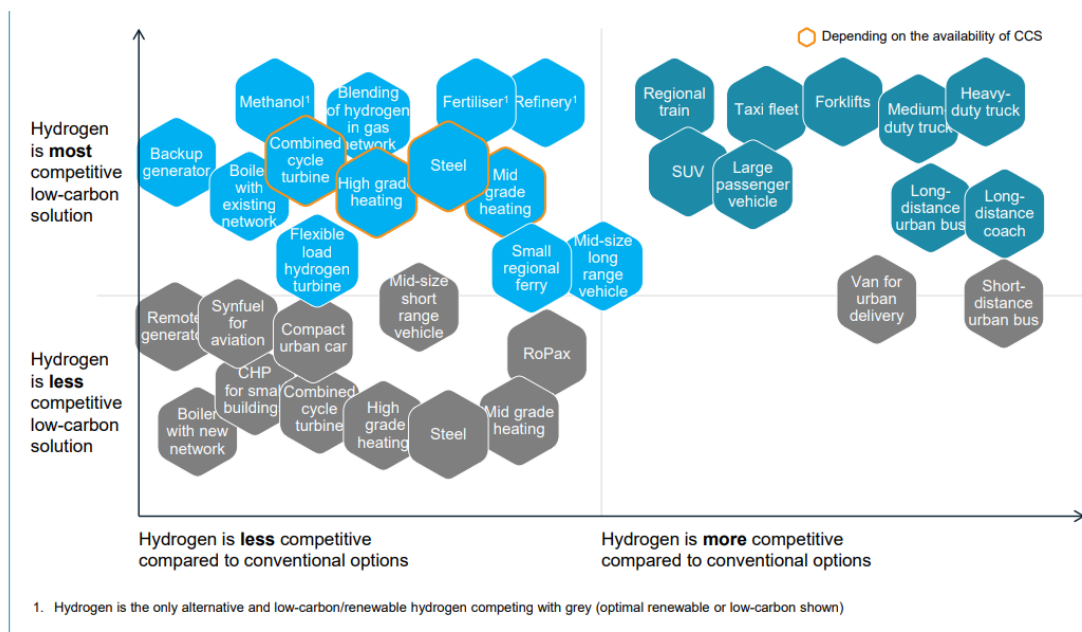 Depending on the availability of CCS
Hydrogen
is most
competitive
low-carbon
solution
Methanol¹
Blending
of hydrogen
in gas
network
Fertiliser¹
Refinery¹
Regional
train
Taxi fleet
Forklifts
Medium-
duty truck
Heavy-
duty truck
Backup
generator
Boiler
with
existing
network
Combined
cycle
turbine
High grade
heating
Steel
Mid
grade
heating
SUV
Large
passenger
vehicle
Long-
distance
urban bus
Long-
distance
coach
Flexible
load
hydrogen
turbine
Small
regional
ferry
Mid-size
long
range
vehicle
Mid-size
short
range
vehicle
Van for
urban
delivery
Short-
distance
urban bus
Hydrogen
is less
competitive
low-carbon
solution
Remote
generator
Synfuel
for
aviation
Compact
urban car
RoPax
CHP
for small
building
Boiler
with new
network
Combined
cycle
turbine
High
grade
heating
Steel
Mid grade
heating
Hydrogen is less competitive
compared to conventional options
Hydrogen is more competitive
compared to conventional options
1. Hydrogen is the only alternative and low-carbon/renewable hydrogen competing with grey (optimal renewable or low-carbon shown)